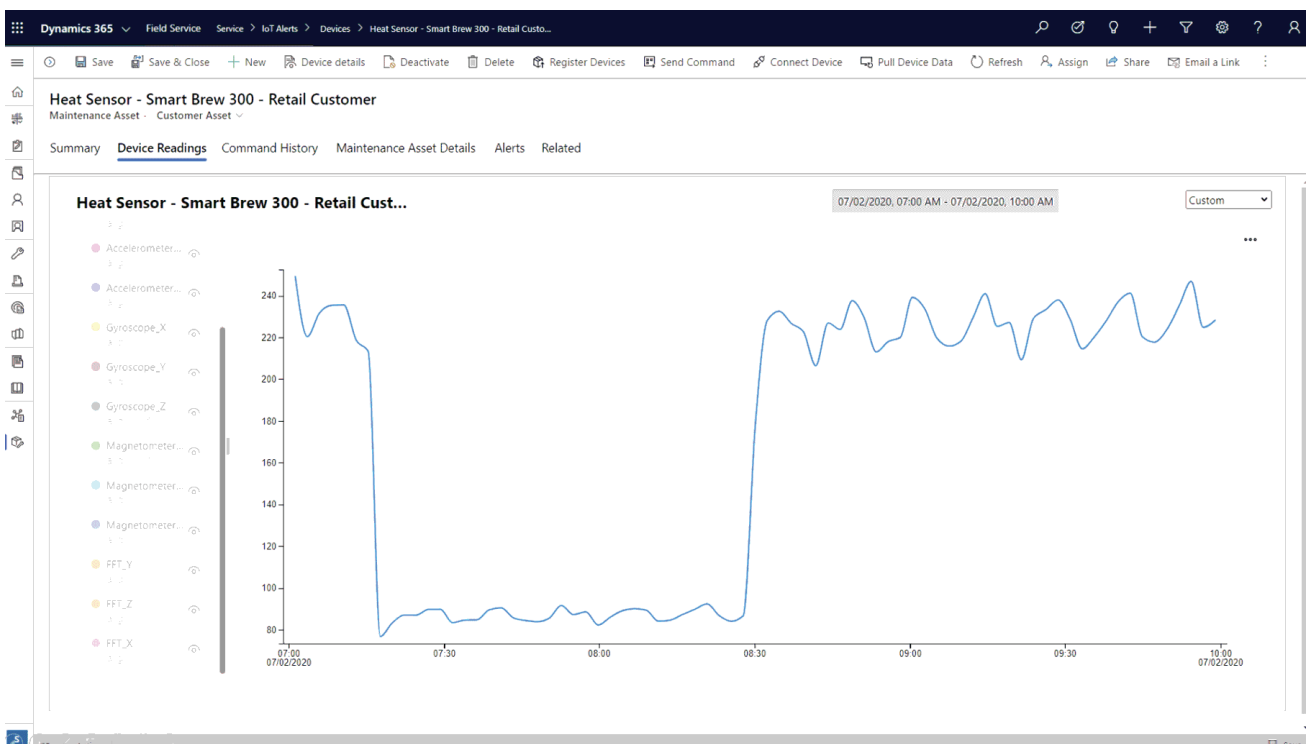 Dynamics 365 Field Service Service > IoT Alerts > Devices > Heat Sensor - Smart Brew 300 - Retail Custo...
Save Save & Close New Device details Deactivate Delete Register Devices Send Command Connect Device Pull Device Data Refresh Assign Share Email a Link
Heat Sensor - Smart Brew 300 - Retail Customer
Maintenance Asset · Customer Asset
Summary Device Readings Command History Maintenance Asset Details Alerts Related
Heat Sensor - Smart Brew 300 - Retail Cust...
07/02/2020, 07:00 AM - 07/02/2020, 10:00 AM
Custom
Accelerometer...
Accelerometer...
Gyroscope_X
Gyroscope_Y
Gyroscope_Z
Magnetometer...
Magnetometer...
Magnetometer...
FFT_Y
FFT_Z
FFT_X
240
220
200
180
160
140
120
100
80
07:00 07:30 08:00 08:30 09:00 09:30 10:00
07/02/2020 07/02/2020